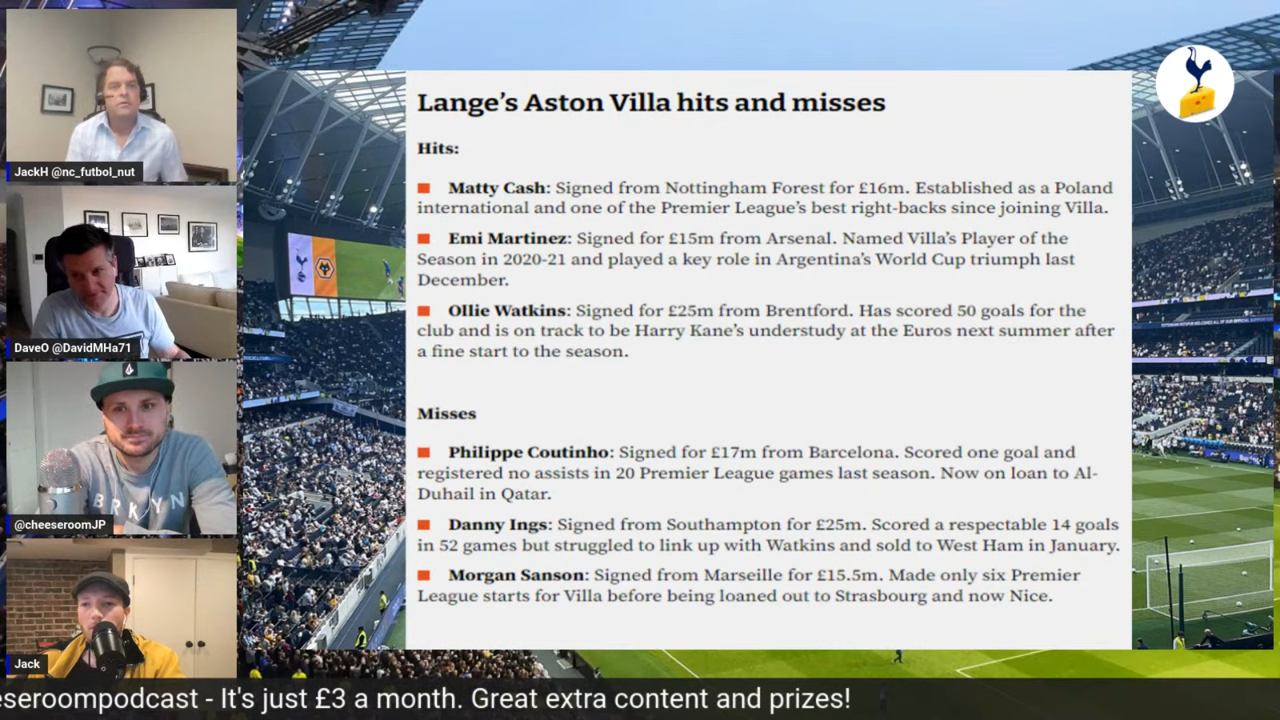 JackH @nc_futbol_nut
DaveO @DavidMHa71
@cheeseroomJP
BRKLYN
Jack
Lange’s Aston Villa hits and misses
Hits:
Matty Cash: Signed from Nottingham Forest for £16m. Established as a Poland
international and one of the Premier League’s best right-backs since joining Villa.
Emi Martinez: Signed for £15m from Arsenal. Named Villa’s Player of the
Season in 2020-21 and played a key role in Argentina’s World Cup triumph last
December.
Ollie Watkins: Signed for £25m from Brentford. Has scored 50 goals for the
club and is on track to be Harry Kane’s understudy at the Euros next summer after
a fine start to the season.
Misses
Philippe Coutinho: Signed for £17m from Barcelona. Scored one goal and
registered no assists in 20 Premier League games last season. Now on loan to Al-
Duhail in Qatar.
Danny Ings: Signed from Southampton for £25m. Scored a respectable 14 goals
in 52 games but struggled to link up with Watkins and sold to West Ham in January.
Morgan Sanson: Signed from Marseille for £15.5m. Made only six Premier
League starts for Villa before being loaned out to Strasbourg and now Nice.
eseroompodcast - It's just £3 a month. Great extra content and prizes!